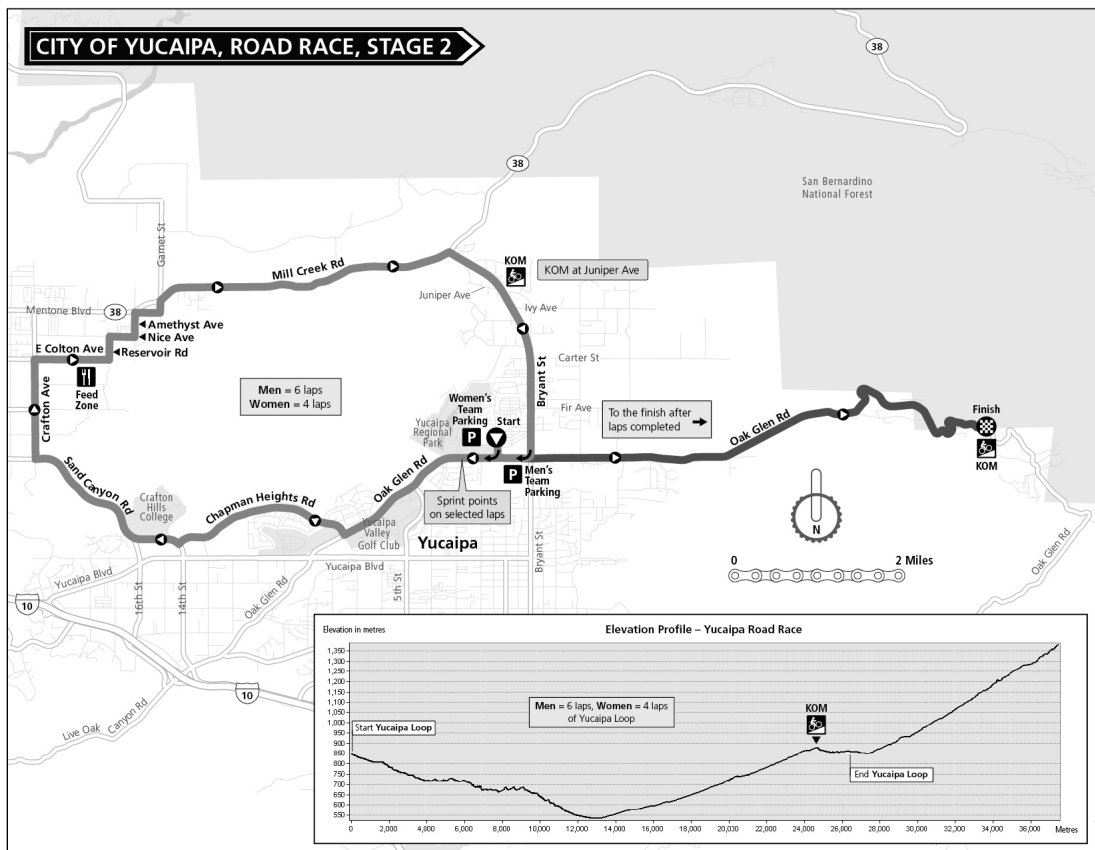 CITY OF YUCAIPA, ROAD RACE, STAGE 2
38
38
San Bernardino
National Forest
Garnet St
Mill Creek Rd
KOM
KOM at Juniper Ave
Juniper Ave
Ivy Ave
Mentone Blvd
38
Amethyst Ave
Nice Ave
Reservoir Rd
E Colton Ave
Feed
Zone
Crafton Ave
Men = 6 laps
Women = 4 laps
Carter St
Bryant St
Fir Ave
Women's
Team
Parking
P
Start
Yucaipa
Regional
Park
To the finish after
laps completed
Oak Glen Rd
Finish
KOM
P
Men's
Team
Parking
Sand Canyon Rd
Crafton
Hills
College
Chapman Heights Rd
Oak Glen Rd
Sprint points
on selected laps
Yucaipa
Valley
Golf Club
Yucaipa
N
0
2 Miles
Yucaipa Blvd
Yucaipa Blvd
16th St
14th St
Oak Glen Rd
5th St
Bryant St
Oak Glen Rd
10
10
Live Oak
Canyon Rd
Elevation in metres
Elevation Profile – Yucaipa Road Race
1,350
1,300
1,250
1,200
1,150
1,100
1,050
1,000
950
900
850
800
750
700
650
600
550
Men = 6 laps, Women = 4 laps
of Yucaipa Loop
KOM
Start Yucaipa Loop
End Yucaipa Loop
0
2,000
4,000
6,000
8,000
10,000
12,000
14,000
16,000
18,000
20,000
22,000
24,000
26,000
28,000
30,000
32,000
34,000
36,000
Metres